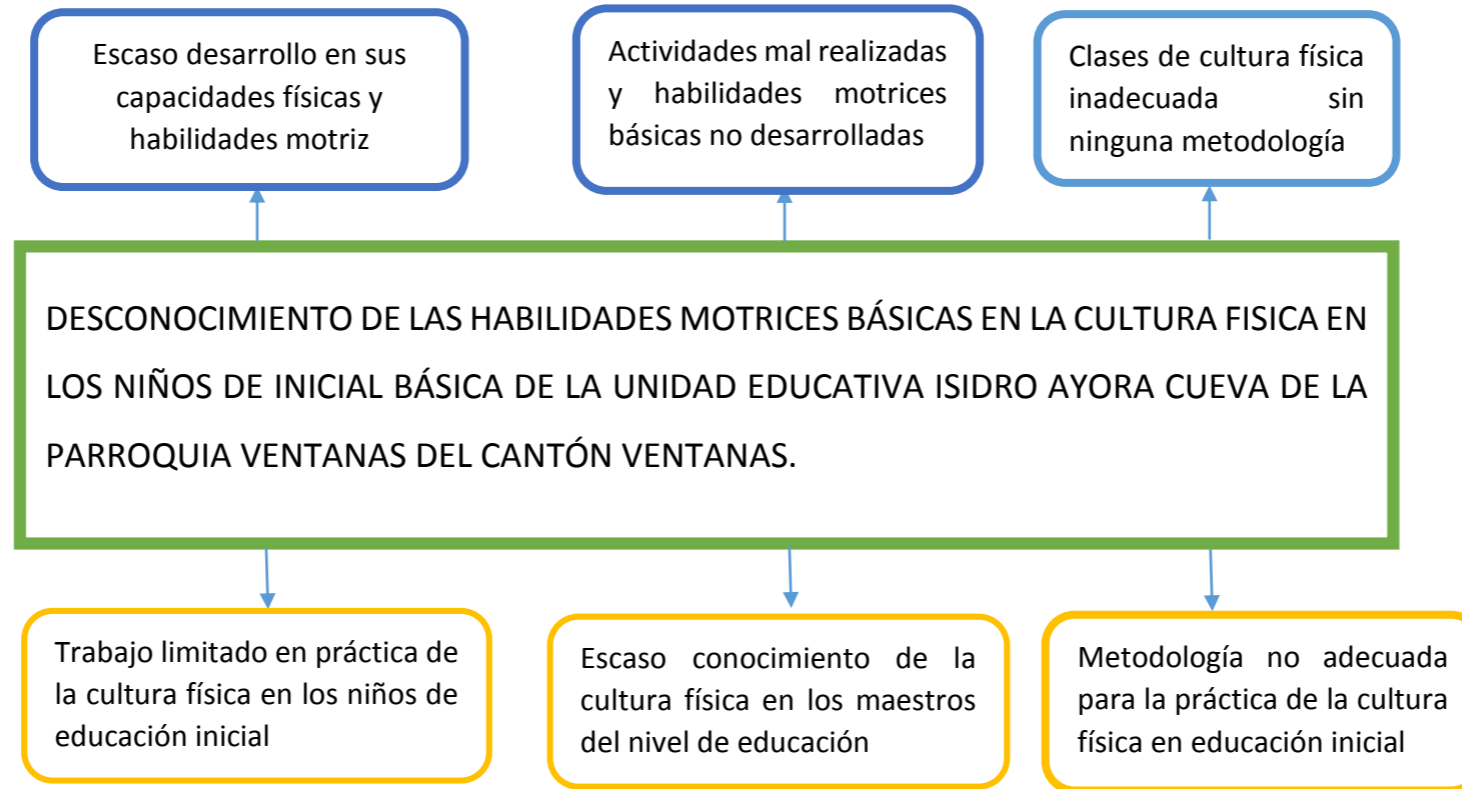 Escaso desarrollo en sus
capacidades físicas y
habilidades motriz
Actividades mal realizadas
y habilidades motrices
básicas no desarrolladas
Clases de cultura física
inadecuada sin
ninguna metodología
DESCONOCIMIENTO DE LAS HABILIDADES MOTRICES BÁSICAS EN LA CULTURA FISICA EN
LOS NIÑOS DE INICIAL BÁSICA DE LA UNIDAD EDUCATIVA ISIDRO AYORA CUEVA DE LA
PARROQUIA VENTANAS DEL CANTÓN VENTANAS.
Trabajo limitado en práctica de
la cultura física en los niños de
educación inicial
Escaso conocimiento de la
cultura física en los maestros
del nivel de educación
Metodología no adecuada
para la práctica de la cultura
física en educación inicial